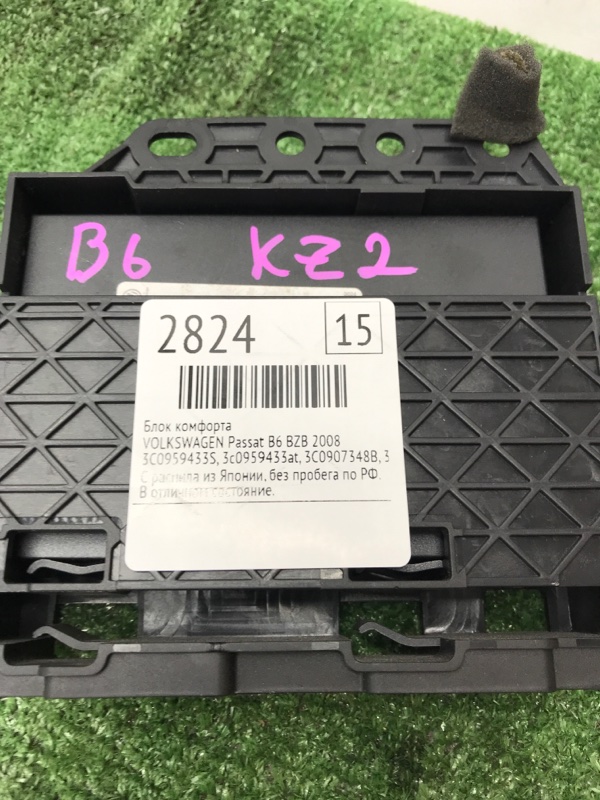 B6 KZ2
2824 15
Блок комфорта
VOLKSWAGEN Passat B6 BZB 2008
3C0959433S, 3c0959433at, 3C0907348B, 3
С распила из Японии, без пробега по РФ.
В отличном состояние.